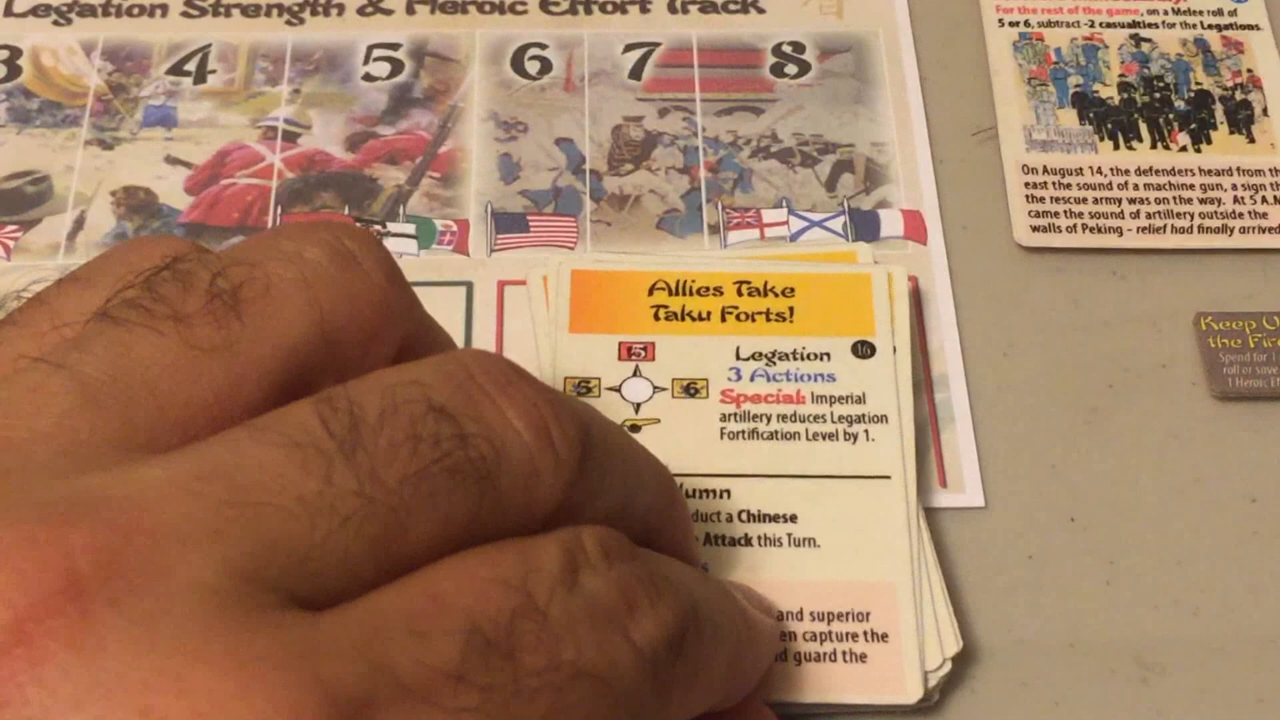 Legation Strength & Heroic Effort Track
3 4 5 6 7 8
For the rest of the game, on a Melee roll of
5 or 6, subtract -2 casualties for the Legations.
On August 14, the defenders heard from th
east the sound of a machine gun, a sign th
the rescue army was on the way. At 5 A.M
came the sound of artillery outside the
walls of Peking - relief had finally arrived
Allies Take
Taku Forts!
16
5
5 6
Legation
3 Actions
Special: Imperial
artillery reduces Legation
Fortification Level by 1.
umn
duct a Chinese
Attack this Turn.
s
and superior
en capture the
d guard the
Keep U
the Fir
Spend for 1
roll or save
1 Heroic Ef